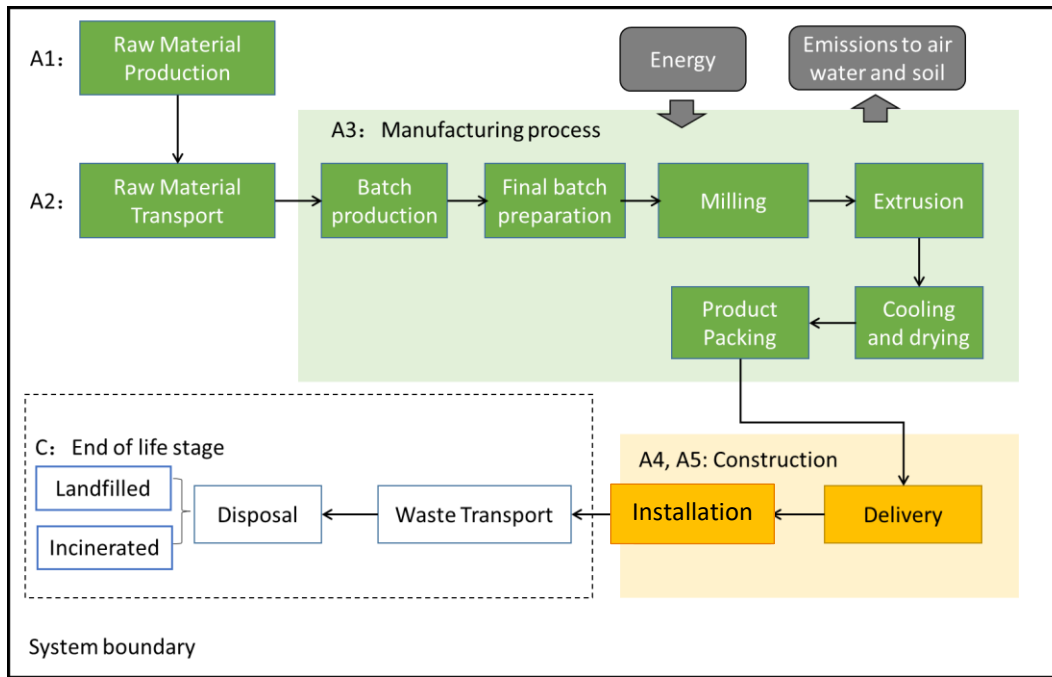 A1:
Raw Material
Production
Energy
Emissions to air
water and soil
A3： Manufacturing process
A2:
Raw Material
Transport
Batch
production
Final batch
preparation
Milling
Extrusion
Product
Packing
Cooling
and drying
C： End of life stage
Landfilled
Incinerated
Disposal
Waste Transport
A4, A5: Construction
Installation
Delivery
System boundary